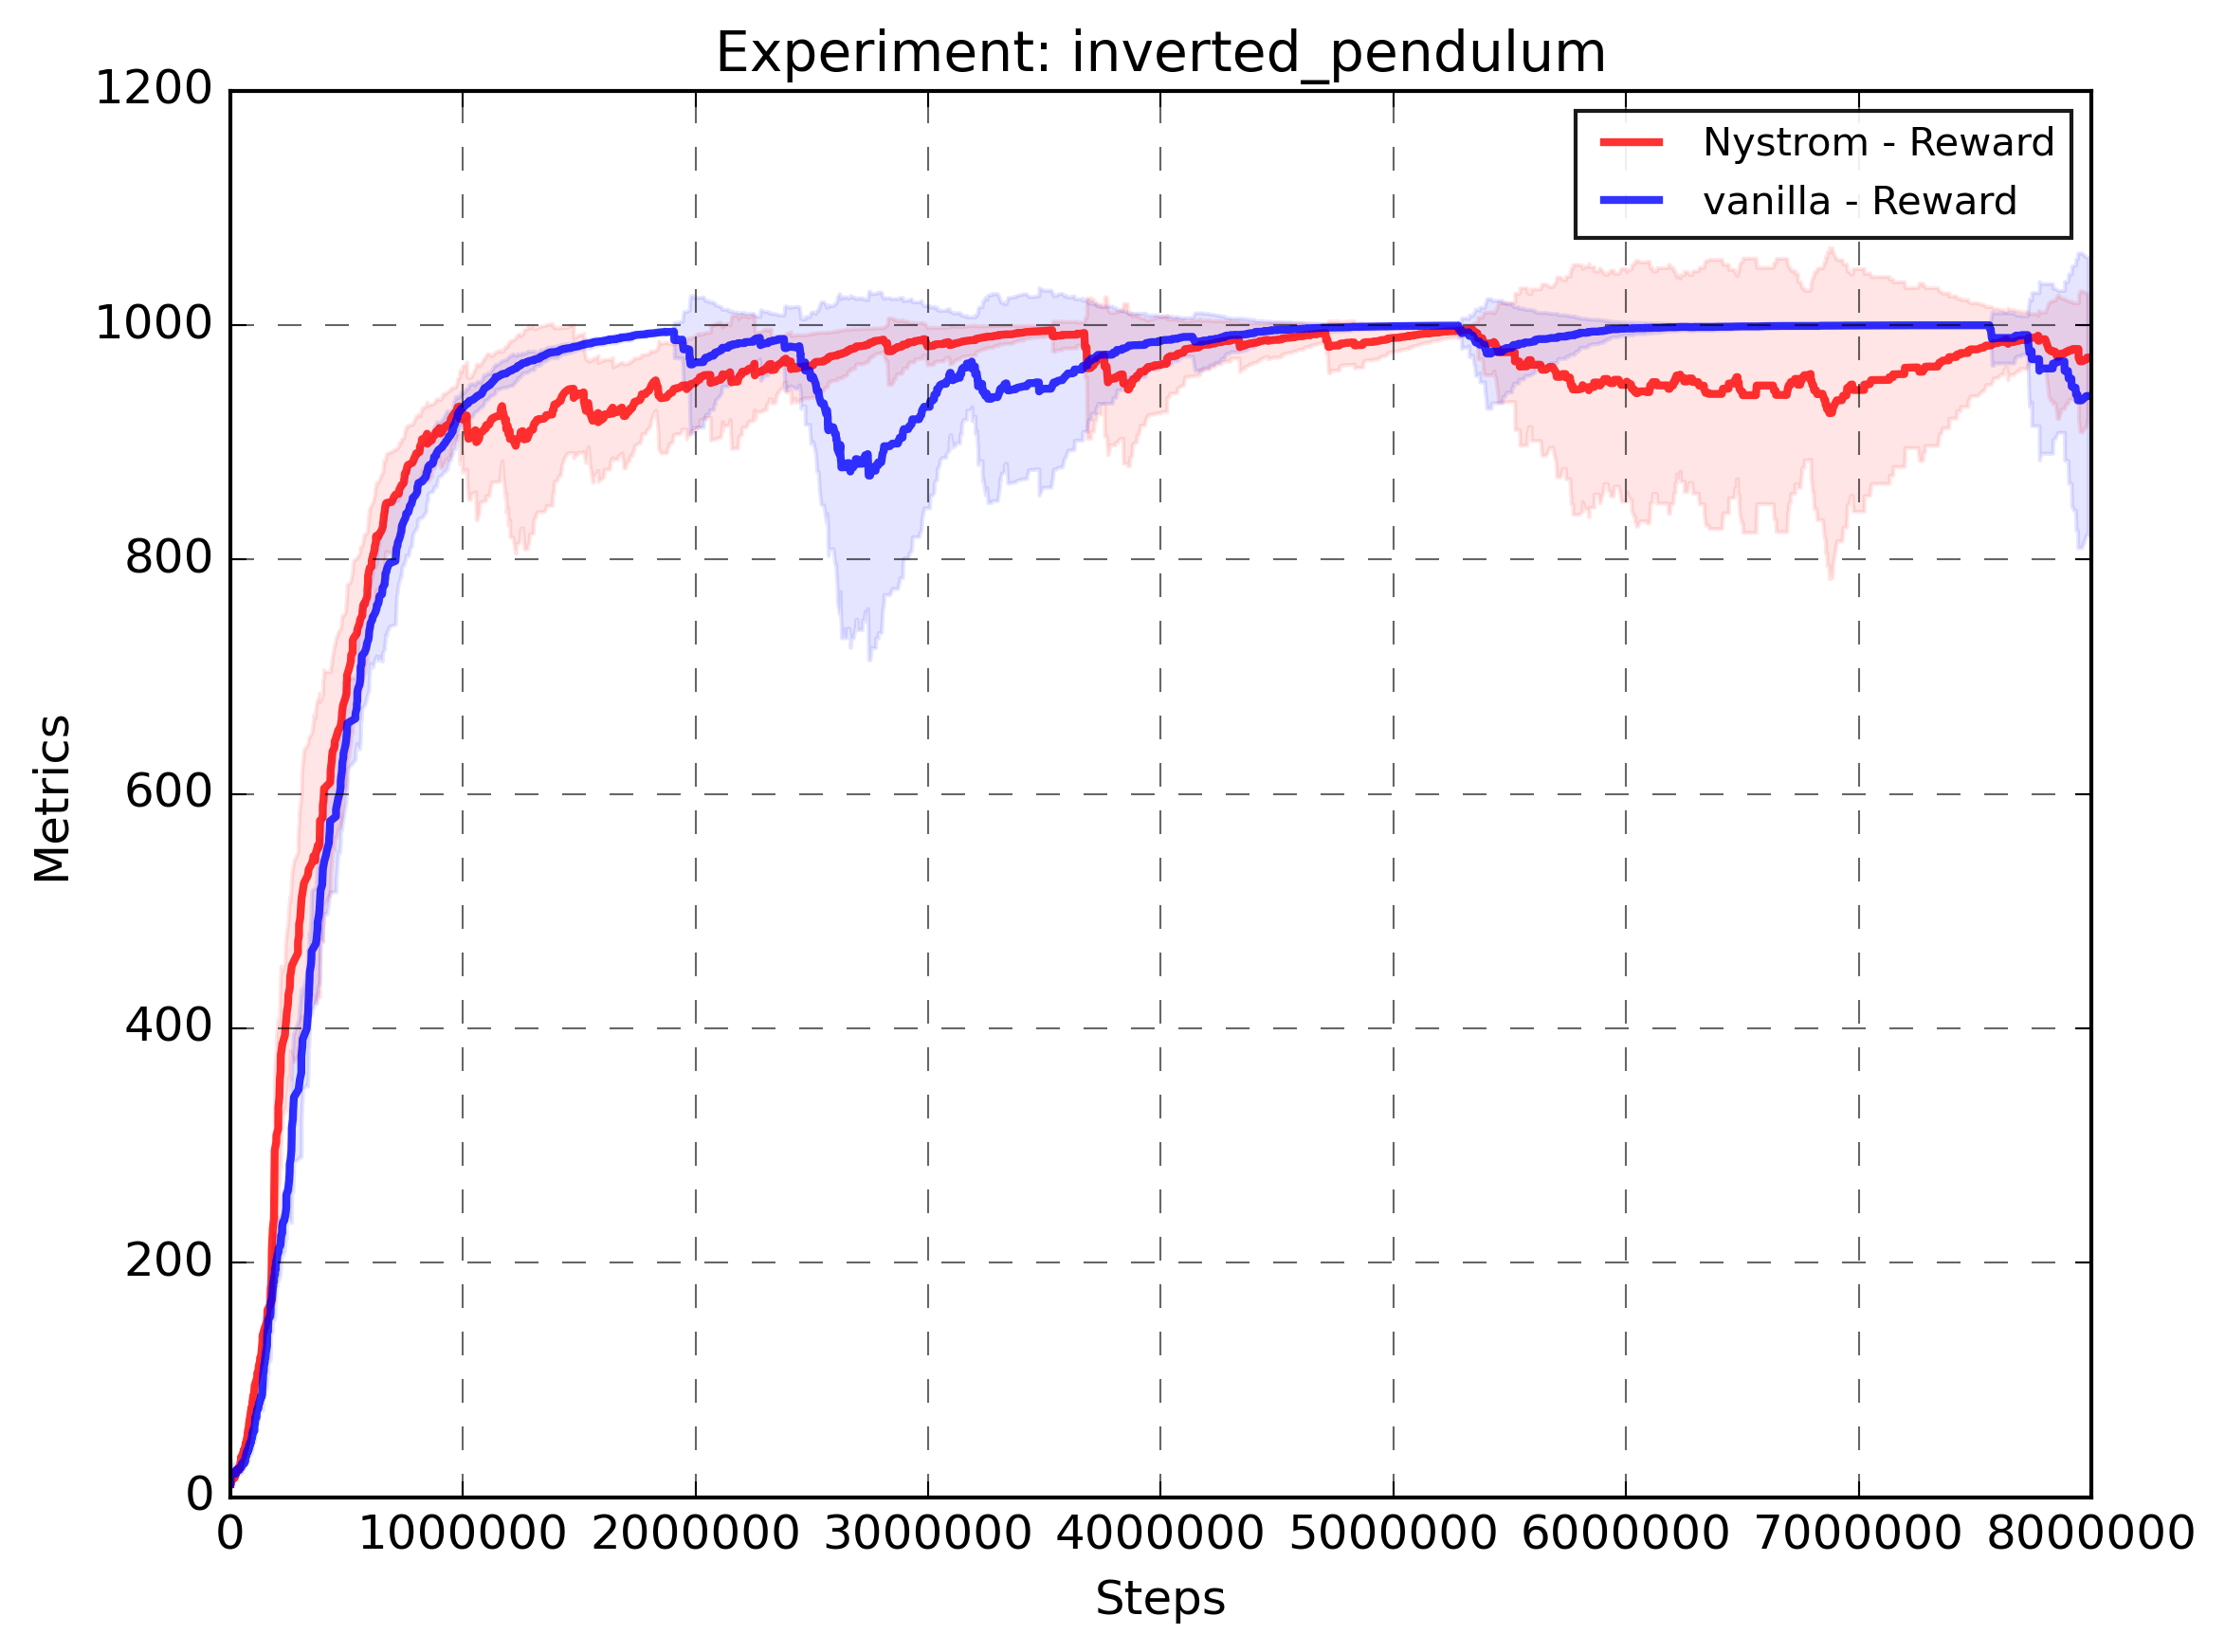 Experiment: inverted_pendulum
1200
1000
800
600
400
200
0
Metrics
Nystrom - Reward
vanilla - Reward
0 1000000 2000000 3000000 4000000 5000000 6000000 7000000 8000000
Steps